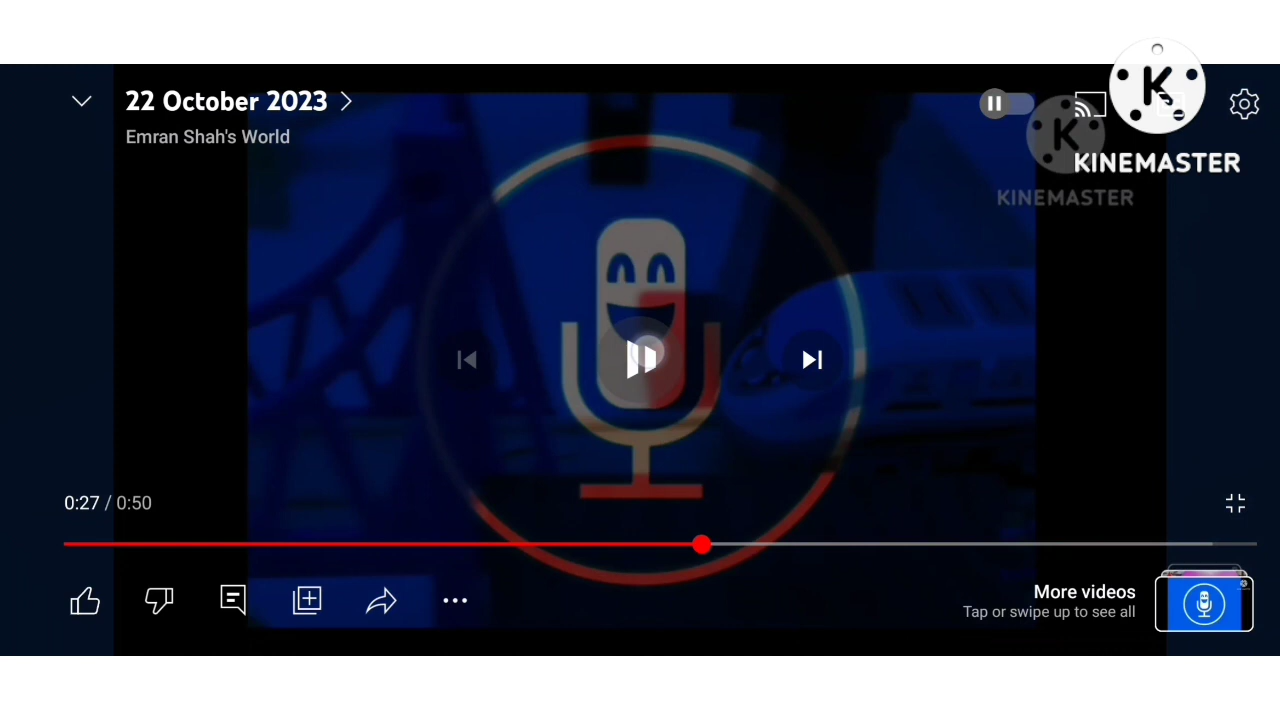 22 October 2023
Emran Shah's World
KINEMASTER
KINEMASTER
0:27 / 0:50
More videos
Tap or swipe up to see all